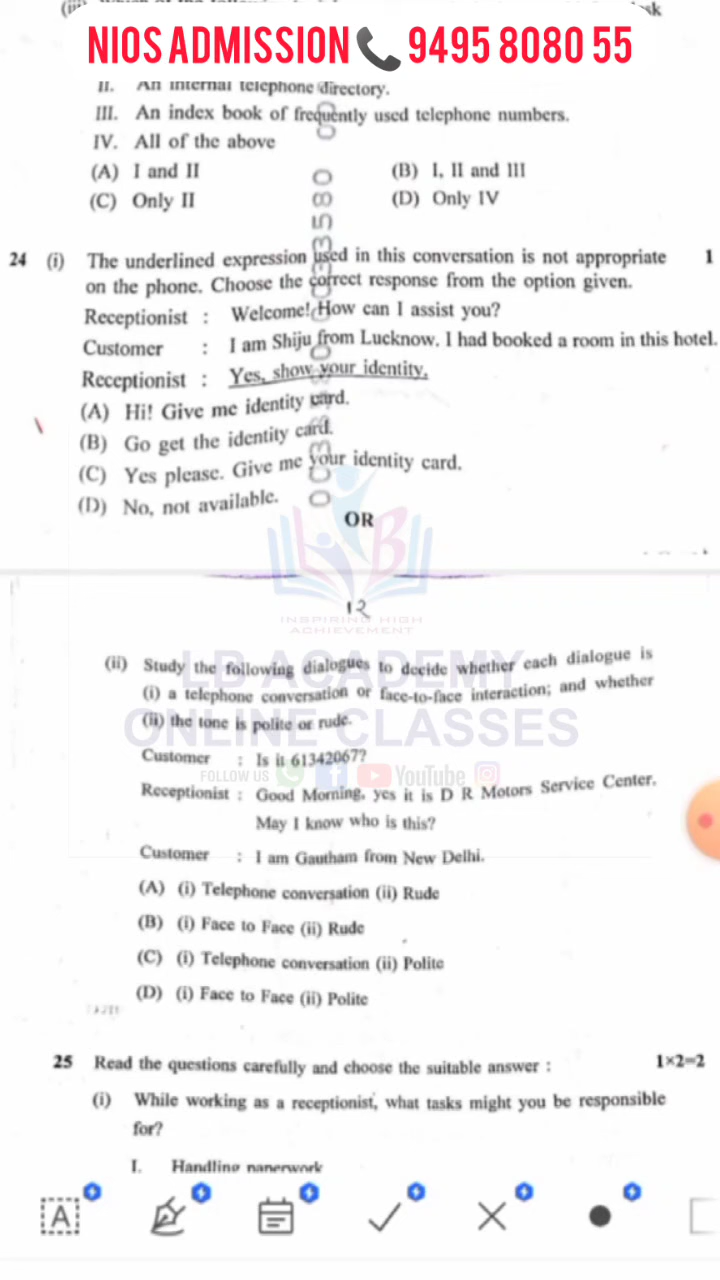 NIOS ADMISSION 📞 9495 8080 55
II. An internal telephone directory.
III. An index book of frequently used telephone numbers.
IV. All of the above
(A) I and II (B) I, II and III
(C) Only II (D) Only IV
24 (i) The underlined expression used in this conversation is not appropriate 1
on the phone. Choose the correct response from the option given.
Receptionist : Welcome! How can I assist you?
Customer : I am Shiju from Lucknow. I had booked a room in this hotel.
Receptionist : Yes, show your identity.
(A) Hi! Give me identity card.
(B) Go get the identity card.
(C) Yes please. Give me your identity card.
(D) No, not available.
OR
12
INSPIRING HIGH
ACHIEVEMENT
(ii) Study the following dialogues to decide whether each dialogue is
LB ACADEMY
(i) a telephone conversation or face-to-face interaction; and whether
(ii) the tone is polite or rude.
ONLINE CLASSES
Customer : Is it 61342067?
FOLLOW US YouTube
Receptionist : Good Morning, yes it is D R Motors Service Center.
May I know who is this?
Customer : I am Gautham from New Delhi.
(A) (i) Telephone conversation (ii) Rude
(B) (i) Face to Face (ii) Rude
(C) (i) Telephone conversation (ii) Polite
(D) (i) Face to Face (ii) Polite
25 Read the questions carefully and choose the suitable answer : 1×2=2
(i) While working as a receptionist, what tasks might you be responsible
for?
I. Handling paperwork
A